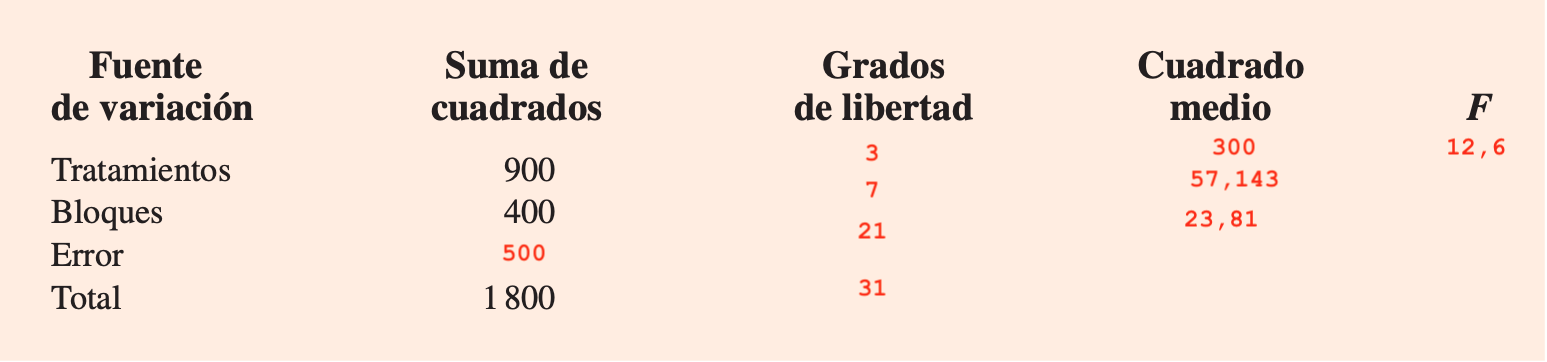 Fuente de variación Suma de cuadrados Grados de libertad Cuadrado medio F
Tratamientos 900 3 300 12,6
Bloques 400 7 57,143
Error 500 21 23,81
Total 1 800 31